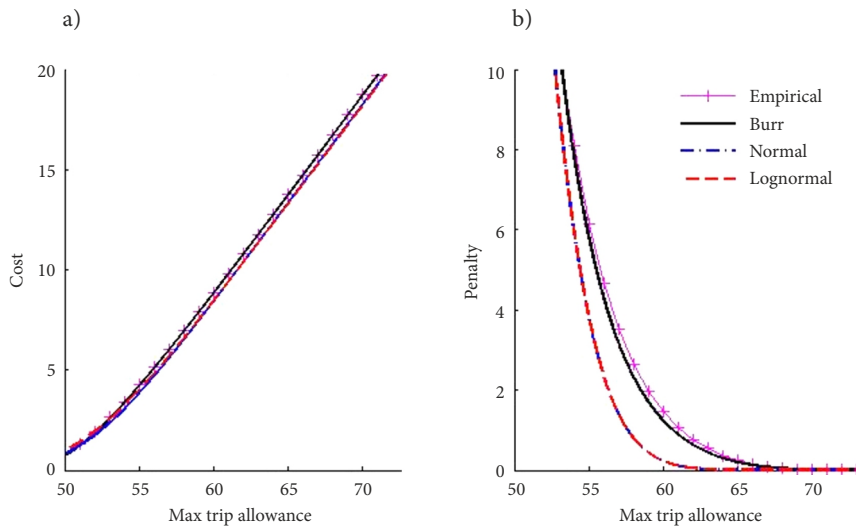 a)
20
15
10
5
0
Cost
50 55 60 65 70
Max trip allowance
b)
10
8
6
4
2
0
Penalty
50 55 60 65 70
Max trip allowance
Empirical
Burr
Normal
Lognormal